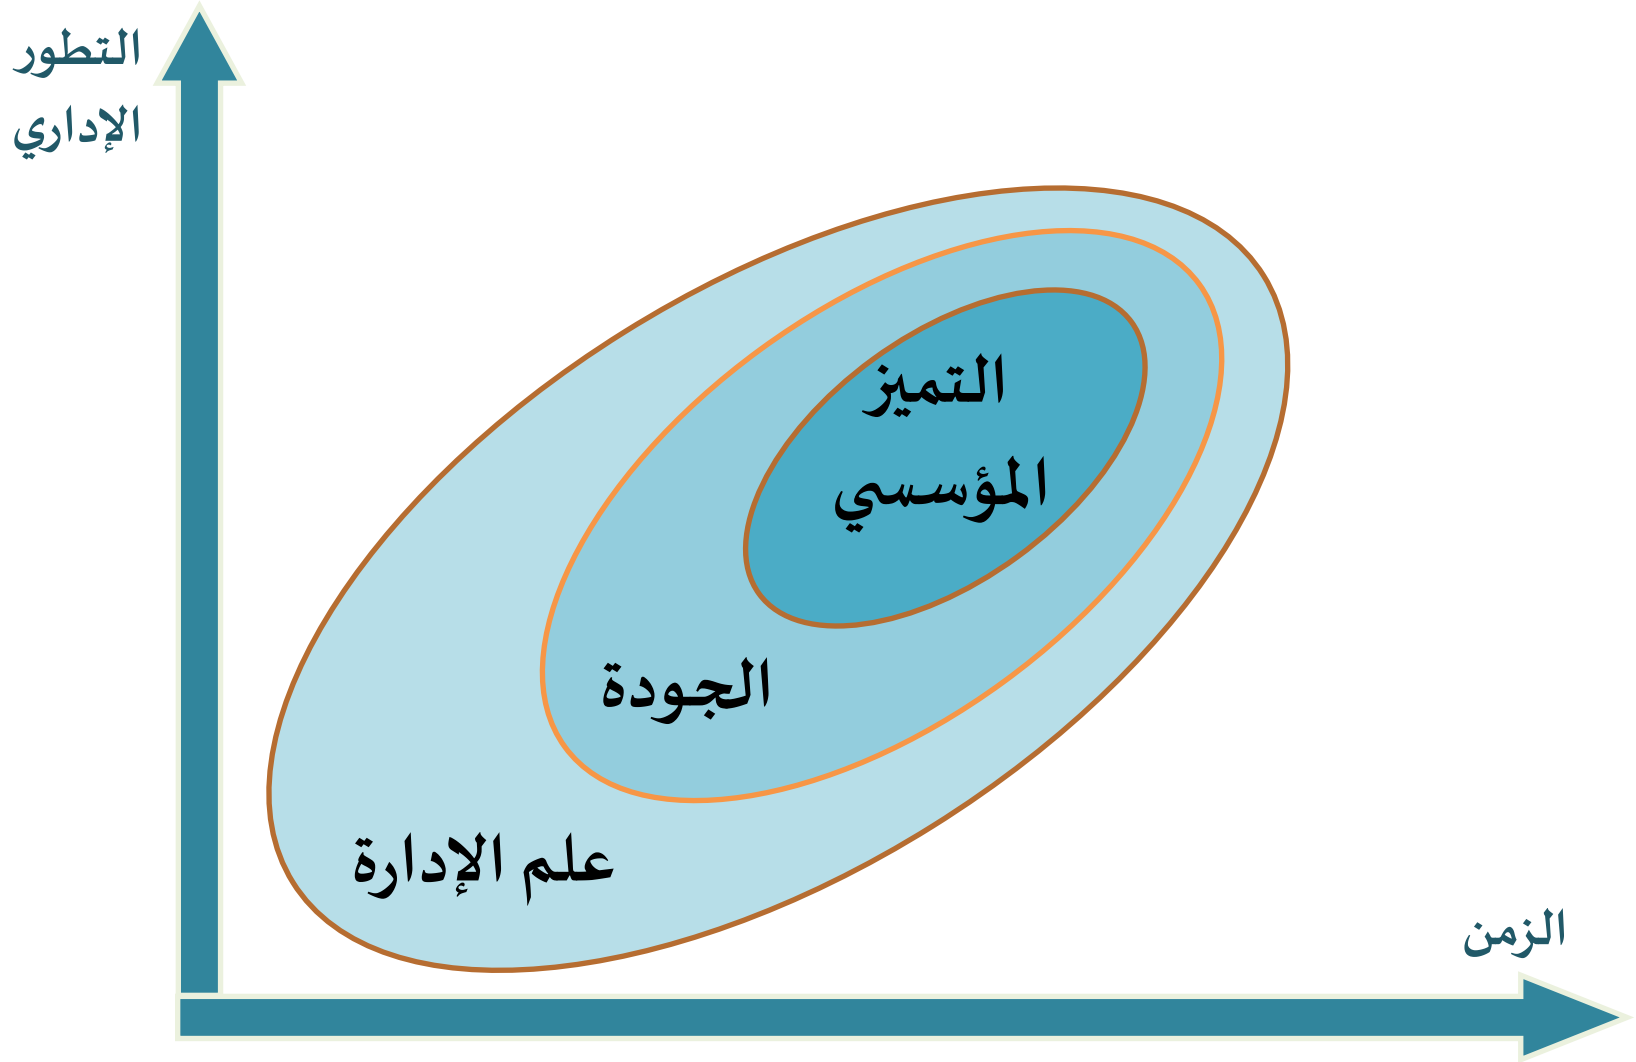 التطور
الإداري
التميز
المؤسسي
الجودة
علم الإدارة
الزمن